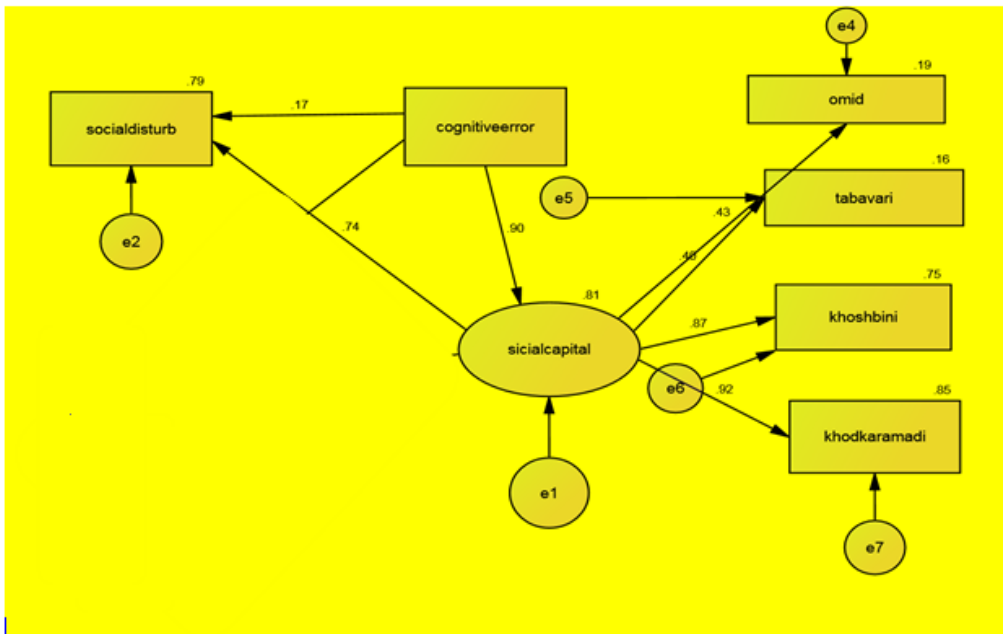 e4
.79
.19
.17
omid
socialdisturb
cognitiveerror
.16
e5
tabavari
.43
.90
.74
e2
.40
.75
.81
khoshbini
.87
sicialcapital
e6
.92
.85
khodkaramadi
e1
e7